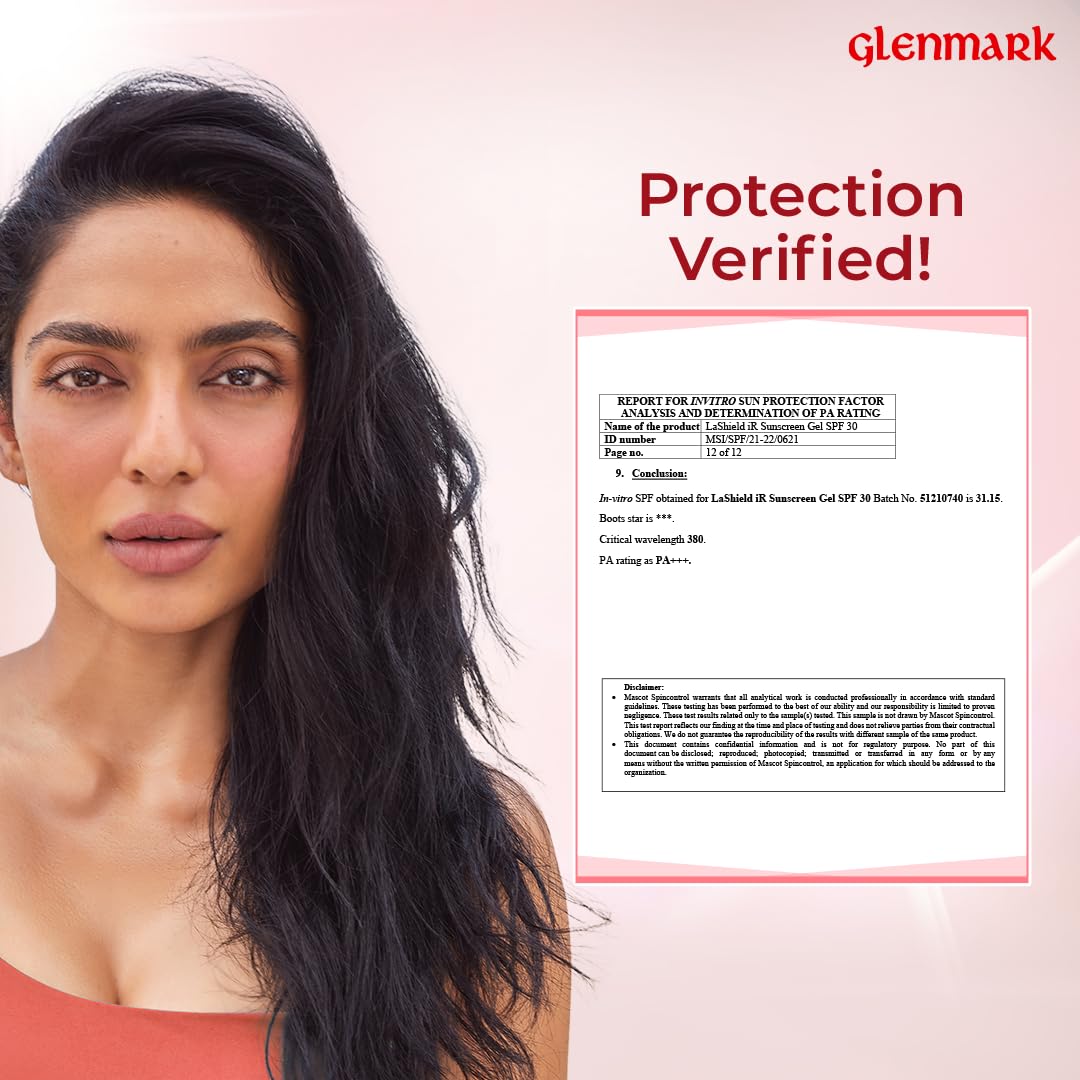 GLENMARK
Protection
Verified!
REPORT FOR INVITRO SUN PROTECTION FACTOR
ANALYSIS AND DETERMINATION OF PA RATING
Name of the product LaShield iR Sunscreen Gel SPF 30
ID number MSI/SPF/21-22/0621
Page no. 12 of 12
9. Conclusion:
In-vitro SPF obtained for LaShield iR Sunscreen Gel SPF 30 Batch No. 51210740 is 31.15.
Boots star is ***.
Critical wavelength 380.
PA rating as PA+++.
Disclaimer:
• Mascot Spincontrol warrants that all analytical work is conducted professionally in accordance with standard
guidelines. These testing has been performed to the best of our ability and our responsibility is limited to proven
negligence. These test results related only to the sample(s) tested. This sample is not drawn by Mascot Spincontrol.
This test report reflects our finding at the time and place of testing and does not relieve parties from their contractual
obligations. We do not guarantee the reproducibility of the results with different sample of the same product.
• This document contains confidential information and is not for regulatory purpose. No part of this
document can be disclosed; reproduced; photocopied; transmitted or transferred in any form or by any
means without the written permission of Mascot Spincontrol, an application for which should be addressed to the
organization.